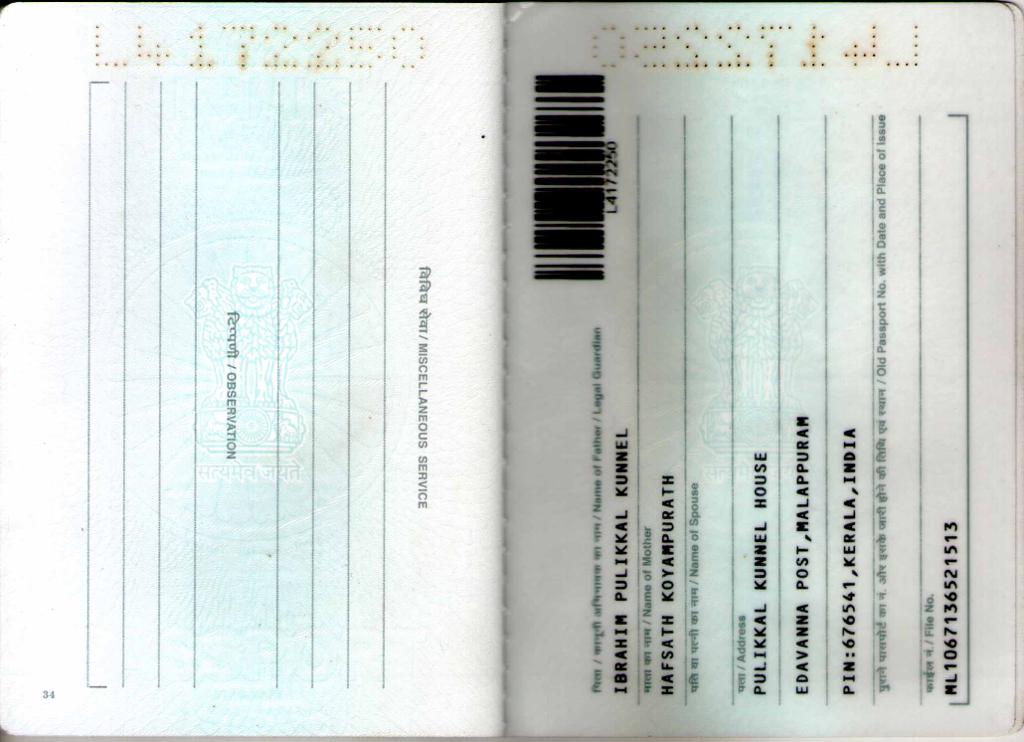 L4172250
विविध सेवा / MISCELLANEOUS SERVICE
टिप्पणी / OBSERVATION
सत्यमेव जयते
34
L4172250
L4172250
पिता / कानूनी अभिभावक का नाम / Name of Father / Legal Guardian
IBRAHIM PULIKKAL KUNNEL
माता का नाम / Name of Mother
HAFSATH KOYAMPURATH
पति या पत्नी का नाम / Name of Spouse
पता / Address
PULIKKAL KUNNEL HOUSE
EDAVANNA POST,MALAPPURAM
PIN:676541,KERALA,INDIA
पुराने पासपोर्ट का नं. और इसके जारी होने की तिथि एवं स्थान / Old Passport No. with Date and Place of Issue
फाईल नं. / File No.
ML1067136521513